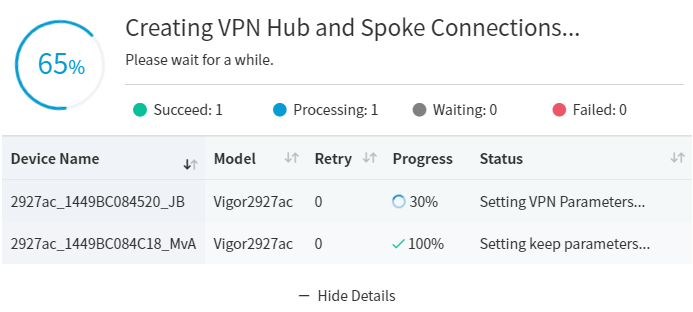 65%
Creating VPN Hub and Spoke Connections...
Please wait for a while.
Succeed: 1 Processing: 1 Waiting: 0 Failed: 0
Device Name Model Retry Progress Status
2927ac_1449BC084520_JB Vigor2927ac 0 30% Setting VPN Parameters...
2927ac_1449BC084C18_MvA Vigor2927ac 0 100% Setting keep parameters...
— Hide Details